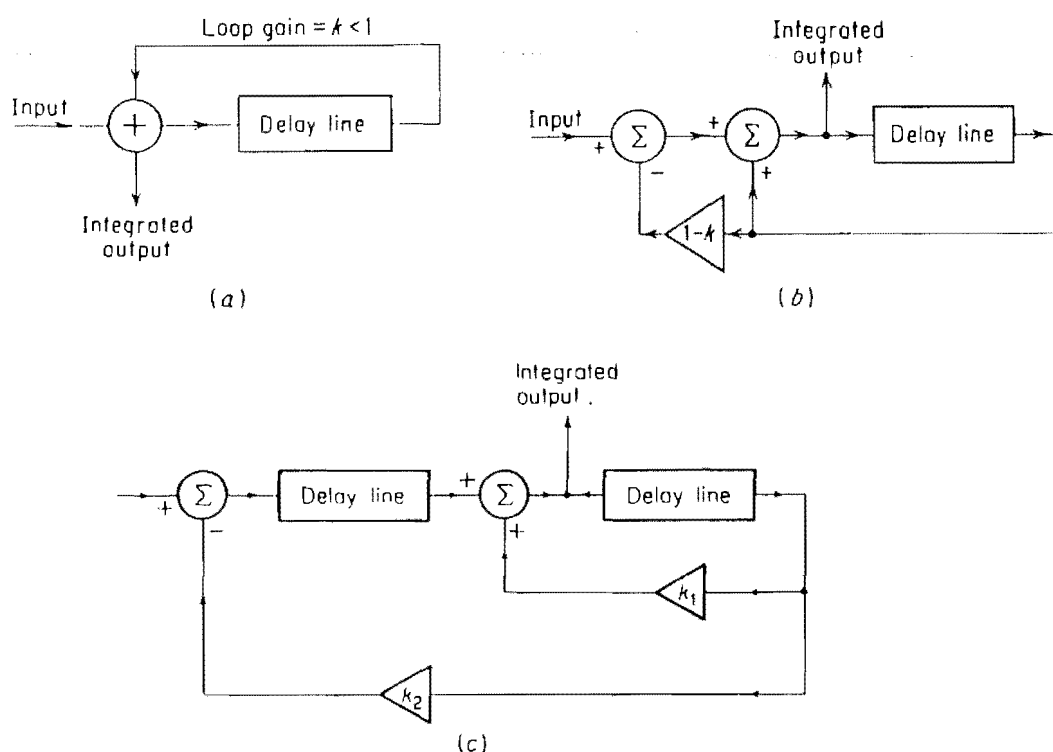 Loop gain = k < 1
Input
+
Delay line
Integrated
output
(a)
Integrated
output
Input
+
Σ
−
+
Σ
+
Delay line
1-k
(b)
Integrated
output.
+
Σ
−
Delay line
+
Σ
+
Delay line
k1
k2
(c)